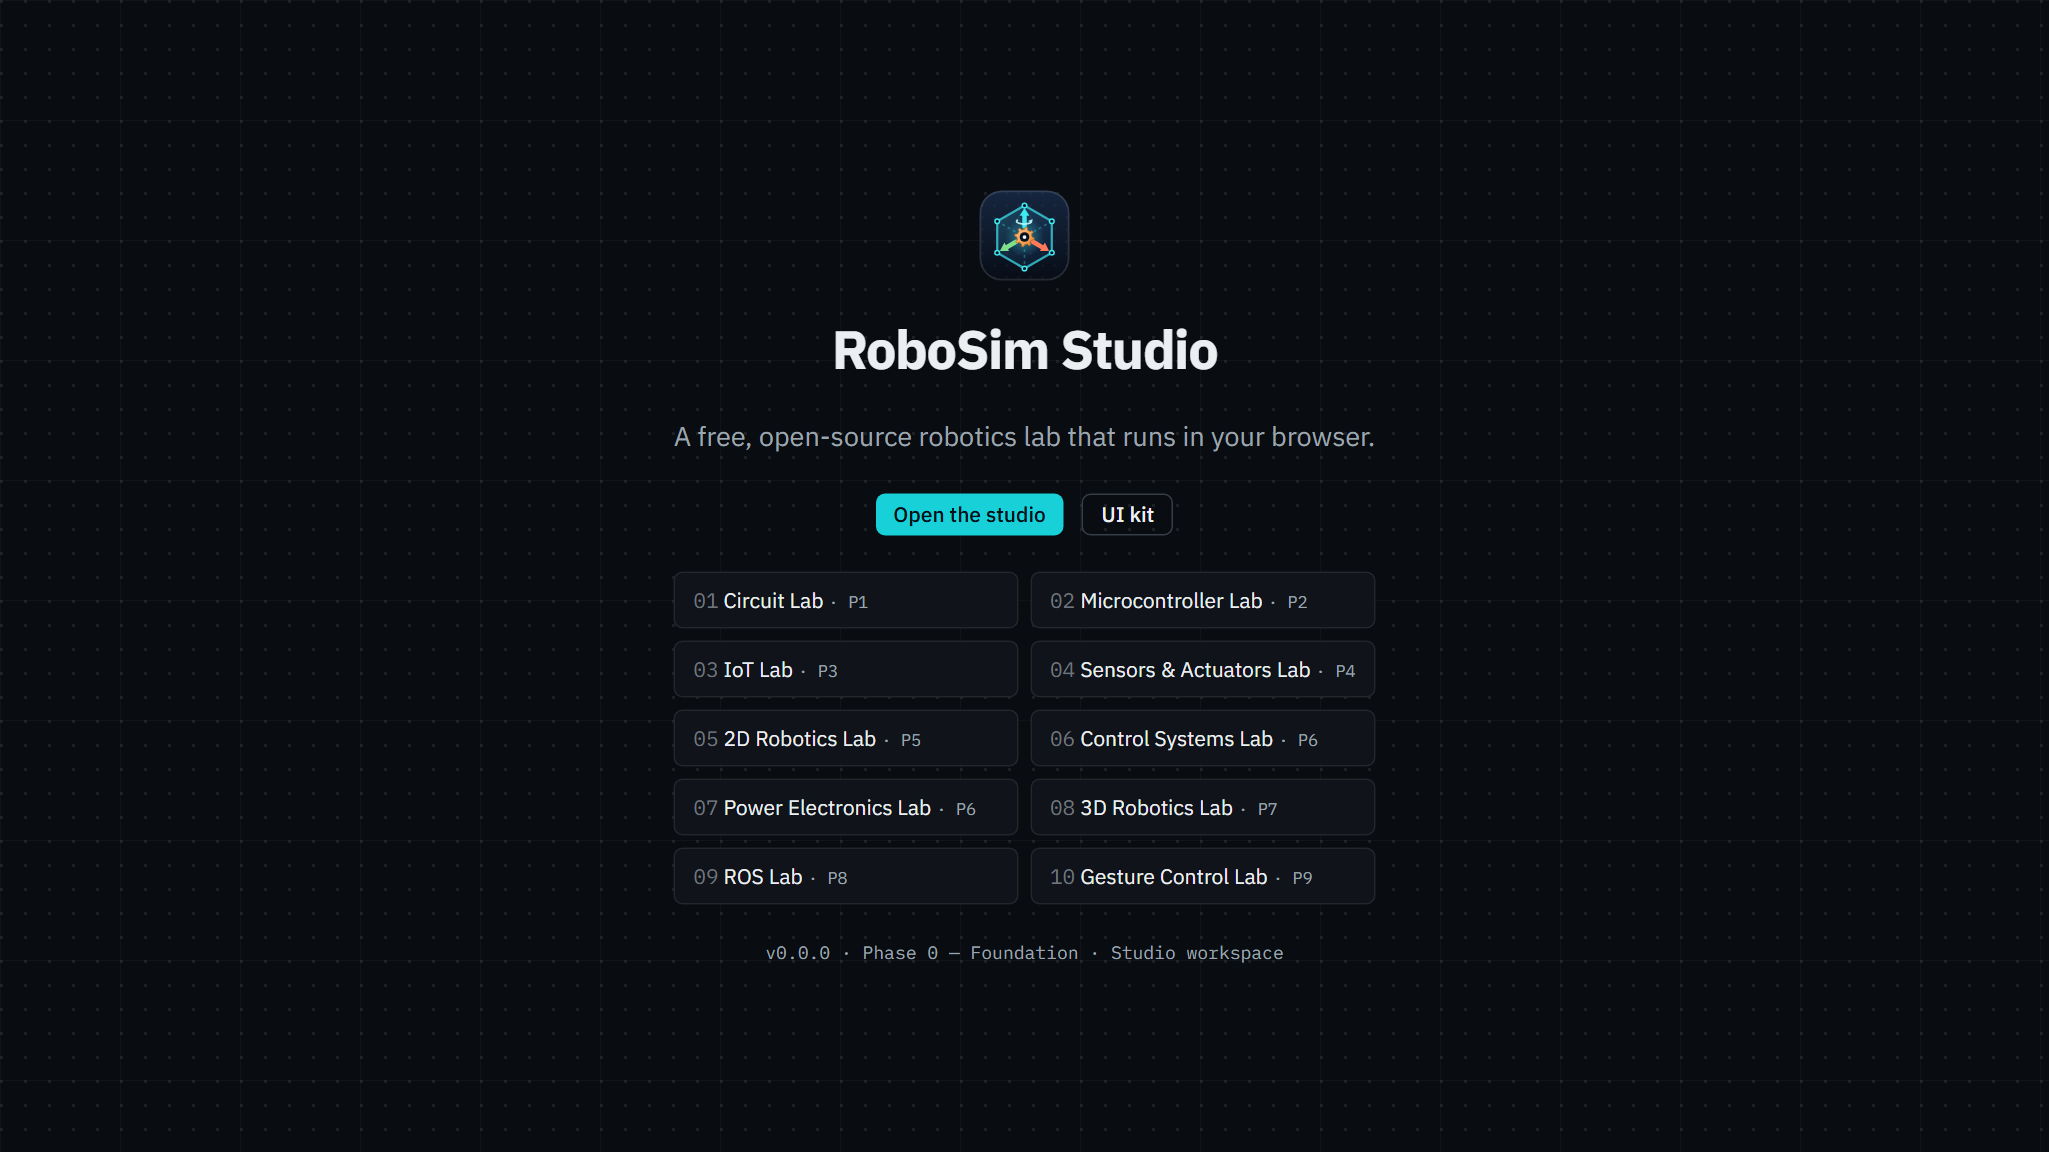 RoboSim Studio
A free, open-source robotics lab that runs in your browser.
Open the studio
UI kit
01 Circuit Lab · P1
02 Microcontroller Lab · P2
03 IoT Lab · P3
04 Sensors & Actuators Lab · P4
05 2D Robotics Lab · P5
06 Control Systems Lab · P6
07 Power Electronics Lab · P6
08 3D Robotics Lab · P7
09 ROS Lab · P8
10 Gesture Control Lab · P9
v0.0.0 · Phase 0 — Foundation · Studio workspace